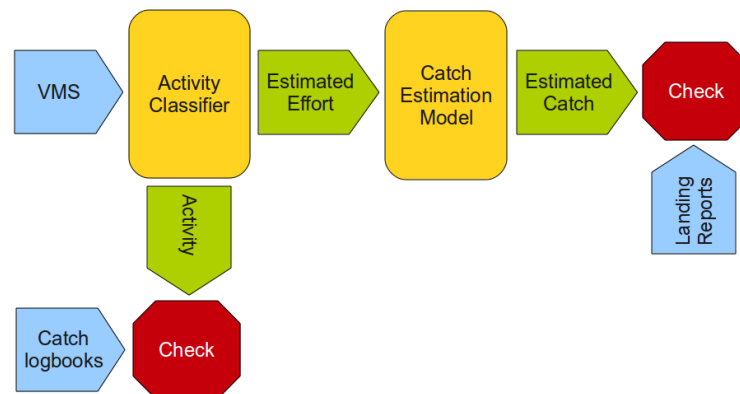 VMS
Activity
Classifier
Estimated
Effort
Catch
Estimation
Model
Estimated
Catch
Check
Activity
Landing
Reports
Catch
logbooks
Check